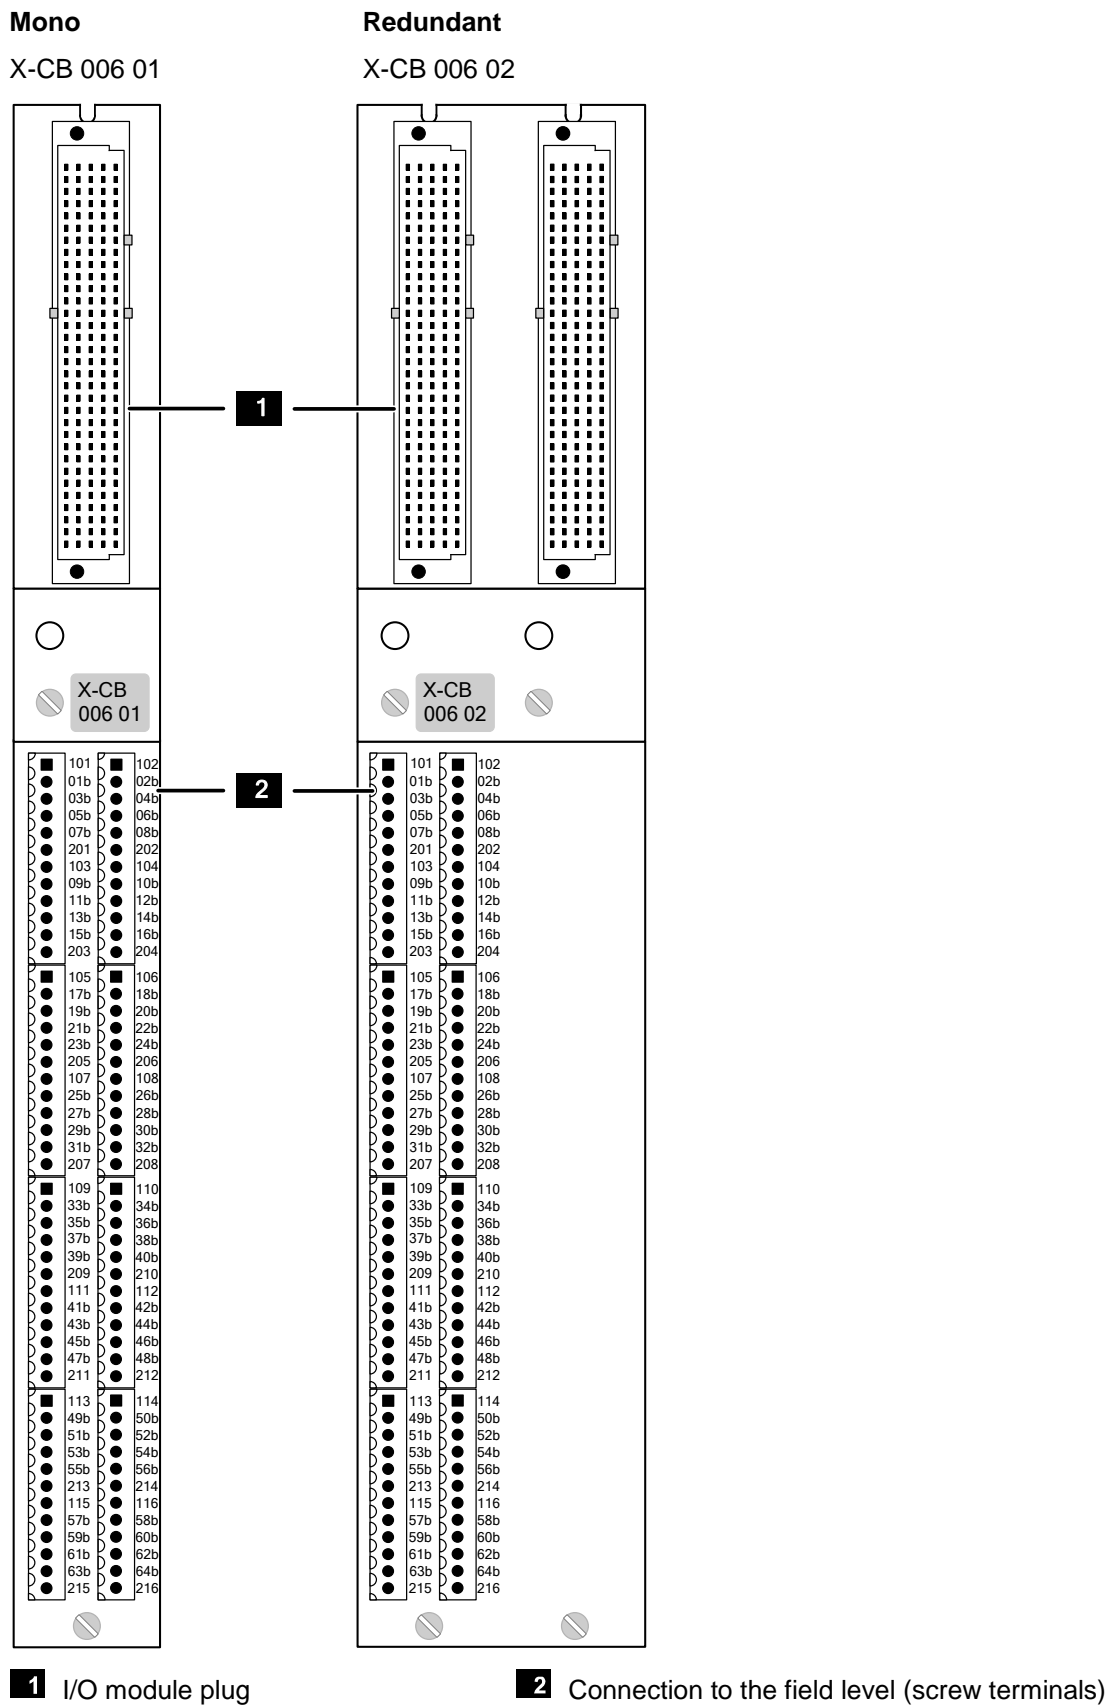 Mono
X-CB 006 01
Redundant
X-CB 006 02
1
X-CB
006 01
X-CB
006 02
2
101 102
01b 02b
03b 04b
05b 06b
07b 08b
201 202
103 104
09b 10b
11b 12b
13b 14b
15b 16b
203 204
105 106
17b 18b
19b 20b
21b 22b
23b 24b
205 206
107 108
25b 26b
27b 28b
29b 30b
31b 32b
207 208
109 110
33b 34b
35b 36b
37b 38b
39b 40b
209 210
111 112
41b 42b
43b 44b
45b 46b
47b 48b
211 212
113 114
49b 50b
51b 52b
53b 54b
55b 56b
213 214
115 116
57b 58b
59b 60b
61b 62b
63b 64b
215 216
101 102
01b 02b
03b 04b
05b 06b
07b 08b
201 202
103 104
09b 10b
11b 12b
13b 14b
15b 16b
203 204
105 106
17b 18b
19b 20b
21b 22b
23b 24b
205 206
107 108
25b 26b
27b 28b
29b 30b
31b 32b
207 208
109 110
33b 34b
35b 36b
37b 38b
39b 40b
209 210
111 112
41b 42b
43b 44b
45b 46b
47b 48b
211 212
113 114
49b 50b
51b 52b
53b 54b
55b 56b
213 214
115 116
57b 58b
59b 60b
61b 62b
63b 64b
215 216
1 I/O module plug
2 Connection to the field level (screw terminals)